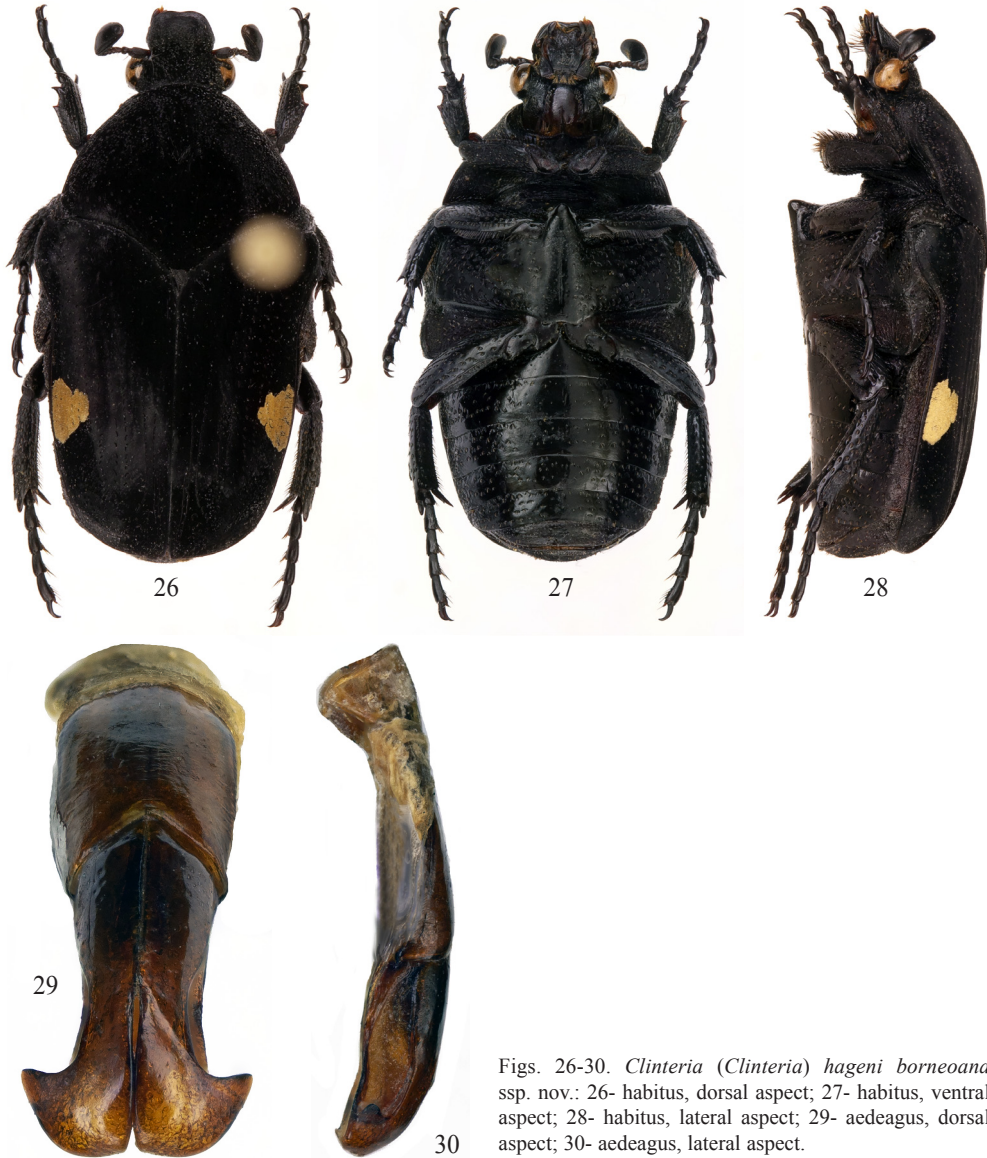 26
27
28
29
30
Figs. 26-30. Clinteria (Clinteria) hageni borneoana
ssp. nov.: 26- habitus, dorsal aspect; 27- habitus, ventral
aspect; 28- habitus, lateral aspect; 29- aedeagus, dorsal
aspect; 30- aedeagus, lateral aspect.